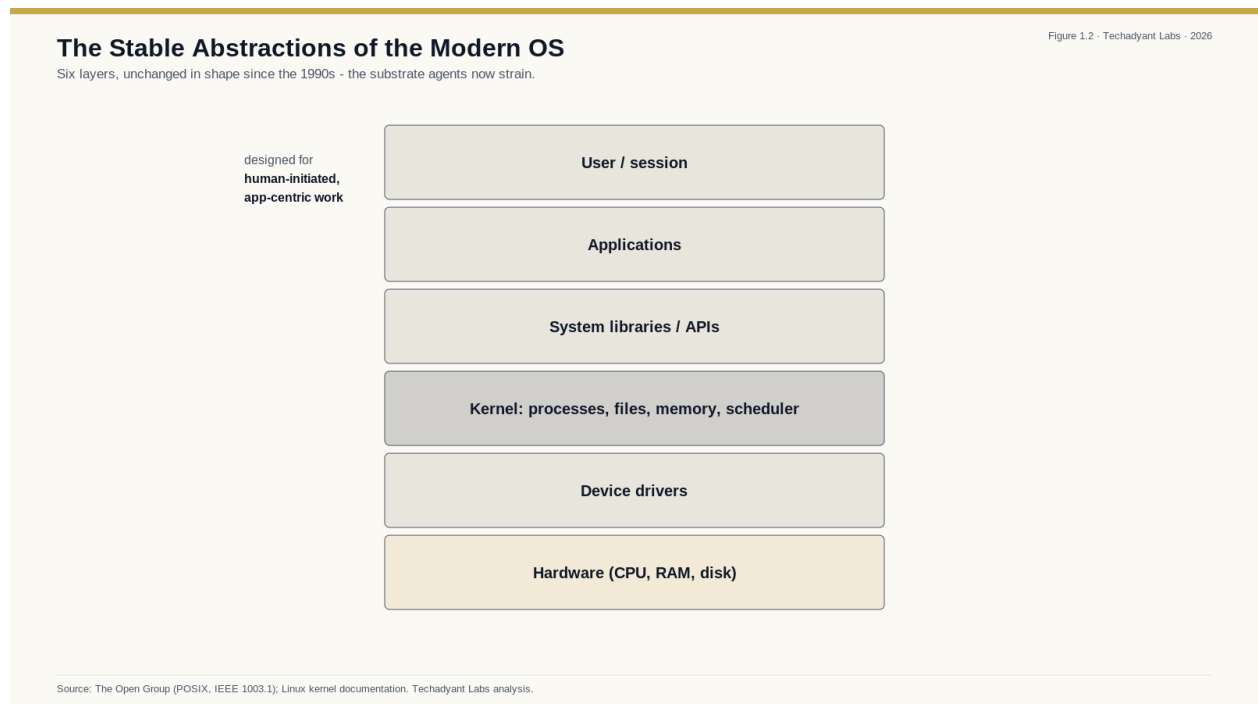 The Stable Abstractions of the Modern OS
Figure 1.2 · Techadyant Labs · 2026
Six layers, unchanged in shape since the 1990s - the substrate agents now strain.
designed for
human-initiated,
app-centric work
User / session
Applications
System libraries / APIs
Kernel: processes, files, memory, scheduler
Device drivers
Hardware (CPU, RAM, disk)
Source: The Open Group (POSIX, IEEE 1003.1); Linux kernel documentation. Techadyant Labs analysis.